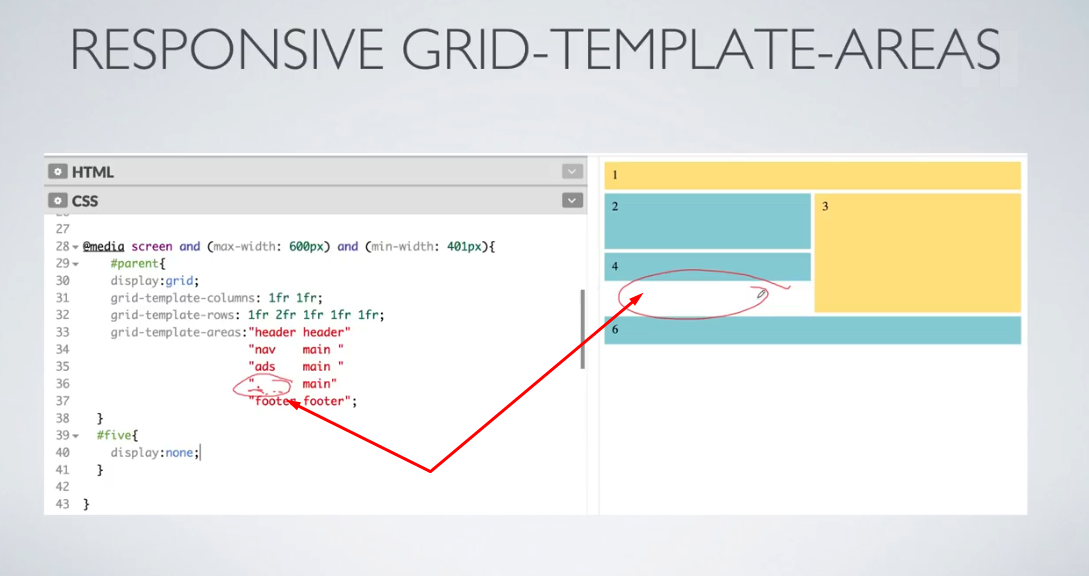 RESPONSIVE GRID-TEMPLATE-AREAS
HTML
CSS
27
28 @media screen and (max-width: 600px) and (min-width: 401px){
29 #parent{
30 display:grid;
31 grid-template-columns: 1fr 1fr;
32 grid-template-rows: 1fr 2fr 1fr 1fr 1fr;
33 grid-template-areas:"header header"
34 "nav main "
35 "ads main "
36 ". main"
37 "footer footer";
38 }
39 #five{
40 display:none;
41 }
42
43 }
1
2
3
4
6